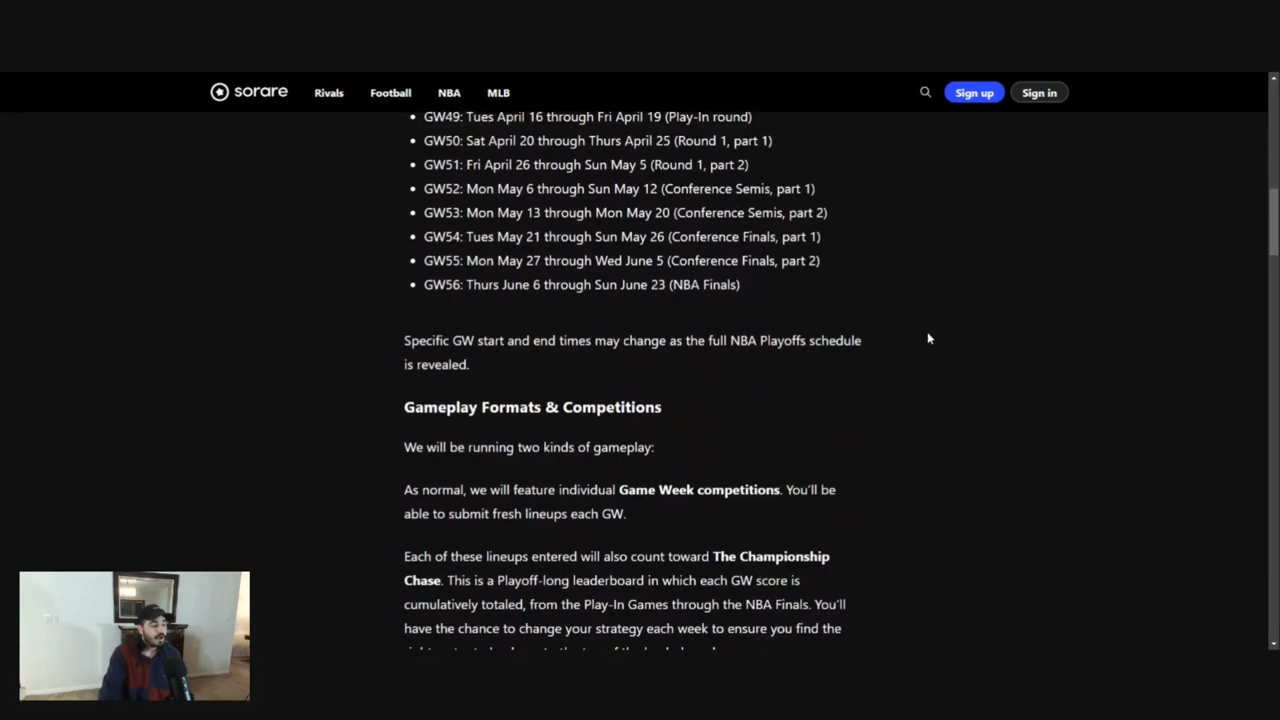 sorare Rivals Football NBA MLB Sign up Sign in
GW49: Tues April 16 through Fri April 19 (Play-In round)
GW50: Sat April 20 through Thurs April 25 (Round 1, part 1)
GW51: Fri April 26 through Sun May 5 (Round 1, part 2)
GW52: Mon May 6 through Sun May 12 (Conference Semis, part 1)
GW53: Mon May 13 through Mon May 20 (Conference Semis, part 2)
GW54: Tues May 21 through Sun May 26 (Conference Finals, part 1)
GW55: Mon May 27 through Wed June 5 (Conference Finals, part 2)
GW56: Thurs June 6 through Sun June 23 (NBA Finals)
Specific GW start and end times may change as the full NBA Playoffs schedule
is revealed.
Gameplay Formats & Competitions
We will be running two kinds of gameplay:
As normal, we will feature individual Game Week competitions. You'll be
able to submit fresh lineups each GW.
Each of these lineups entered will also count toward The Championship
Chase. This is a Playoff-long leaderboard in which each GW score is
cumulatively totaled, from the Play-In Games through the NBA Finals. You'll
have the chance to change your strategy each week to ensure you find the